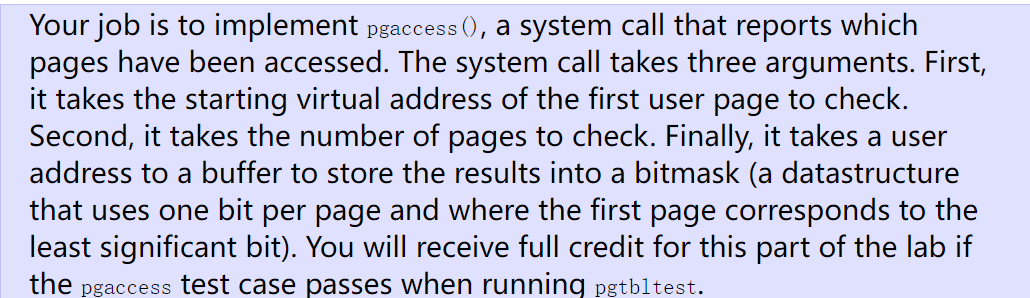 Your job is to implement pgaccess(), a system call that reports which
pages have been accessed. The system call takes three arguments. First,
it takes the starting virtual address of the first user page to check.
Second, it takes the number of pages to check. Finally, it takes a user
address to a buffer to store the results into a bitmask (a datastructure
that uses one bit per page and where the first page corresponds to the
least significant bit). You will receive full credit for this part of the lab if
the pgaccess test case passes when running pgtbltest.